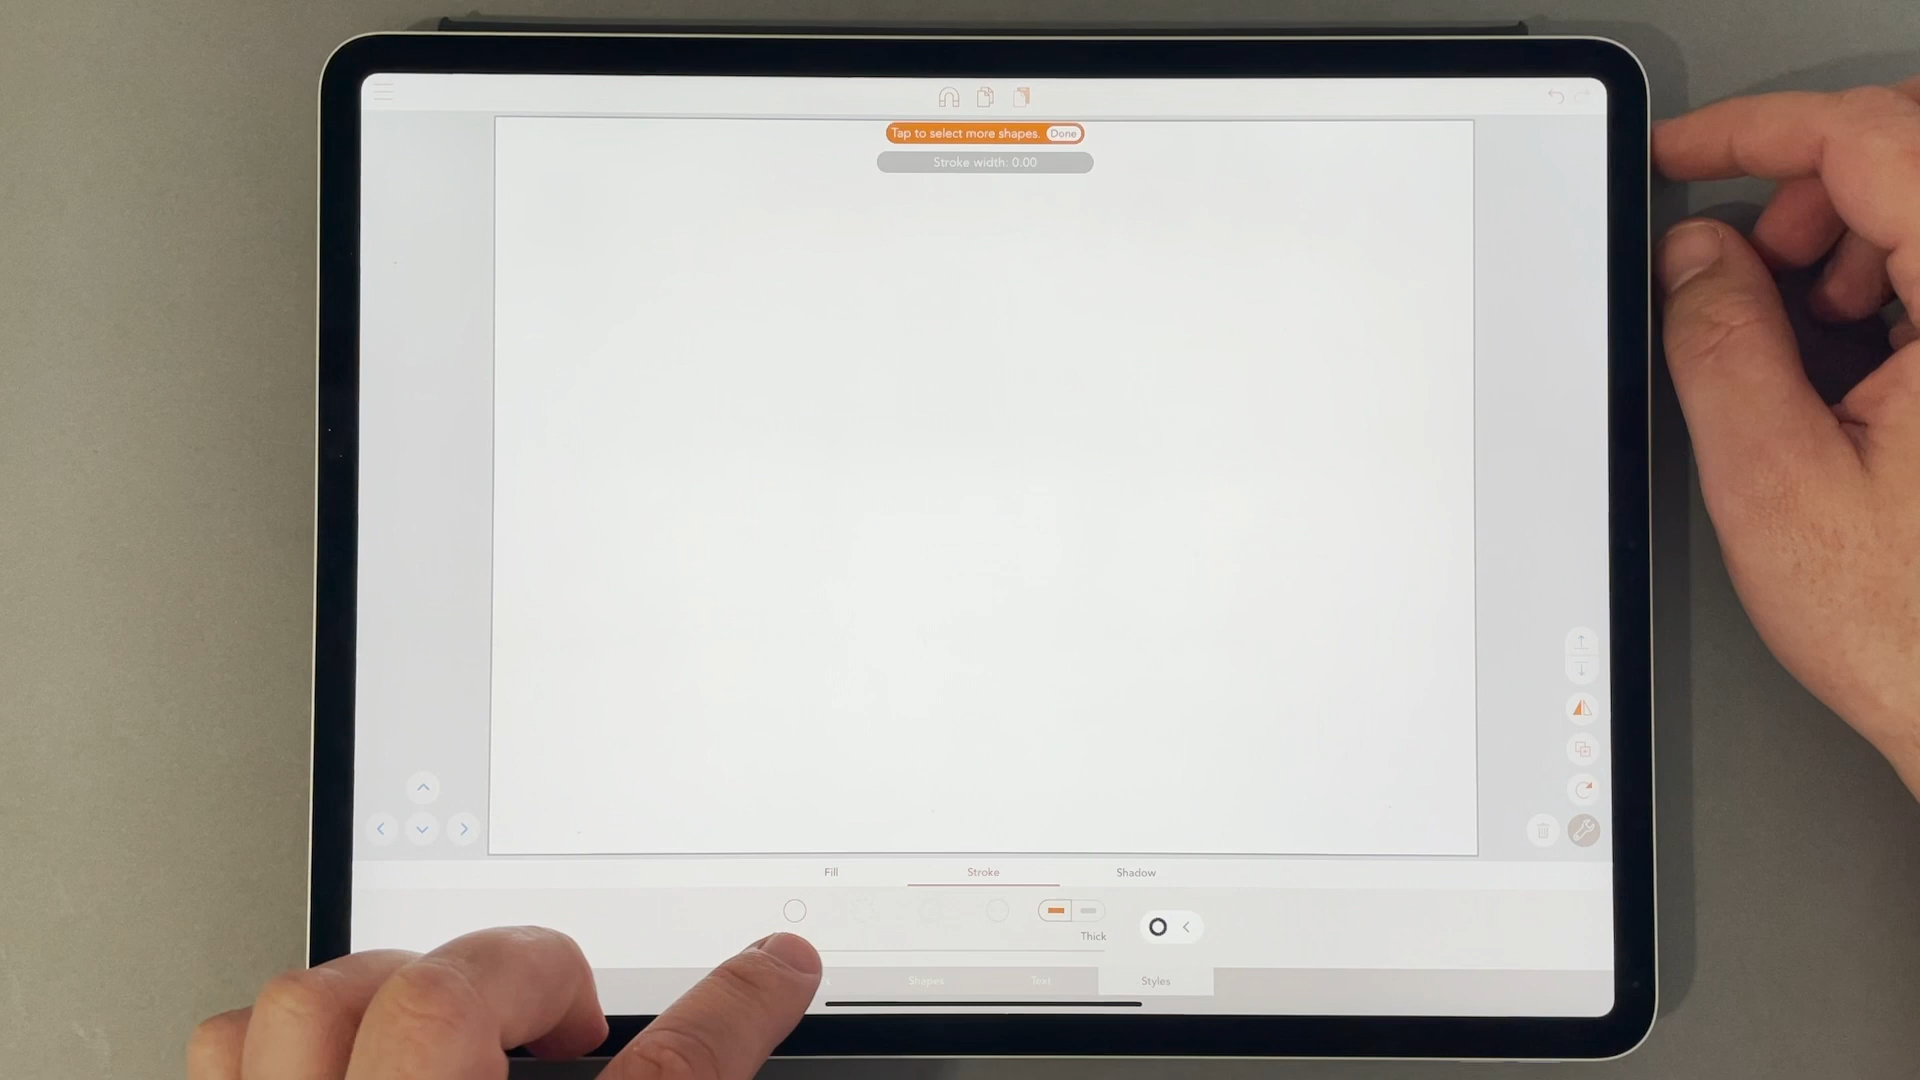 Tap to select more shapes. Done
Stroke width: 0.00
Fill Stroke Shadow
Thick
Shapes Text Styles